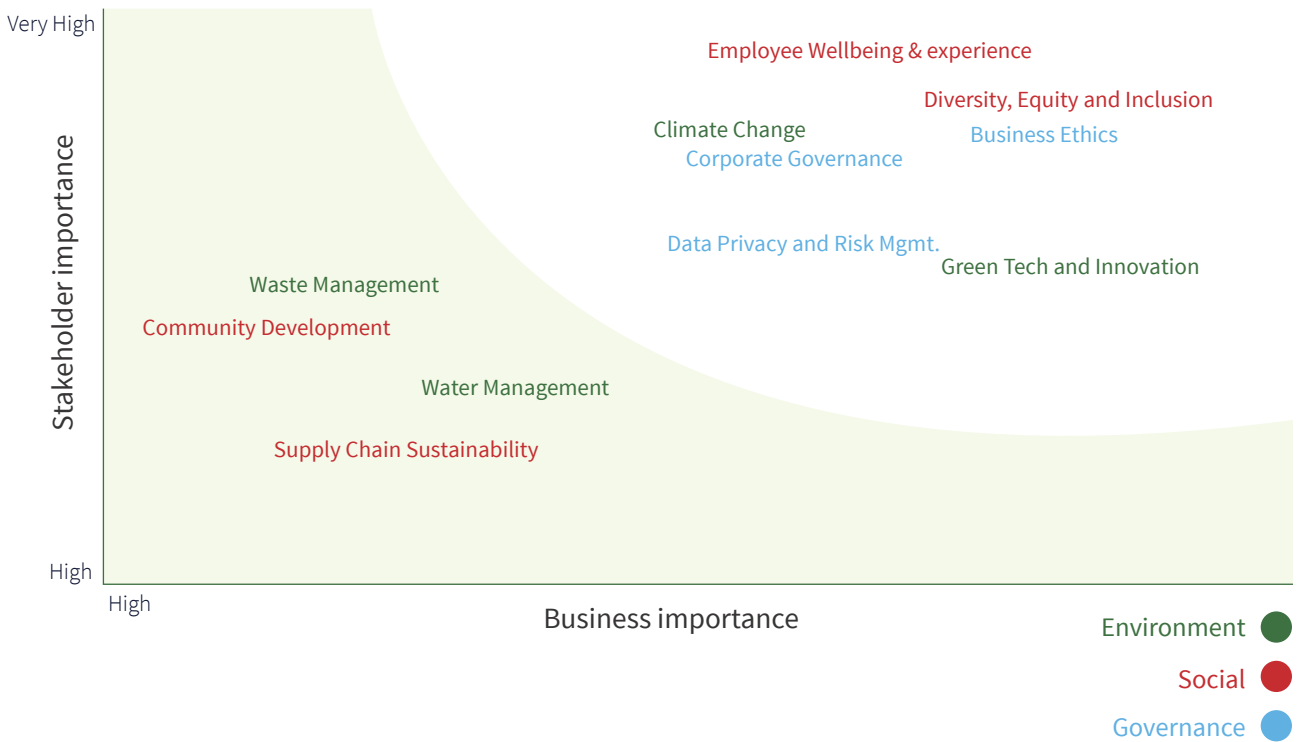 Very High
Employee Wellbeing & experience
Diversity, Equity and Inclusion
Climate Change
Business Ethics
Corporate Governance
Data Privacy and Risk Mgmt.
Green Tech and Innovation
Stakeholder importance
Waste Management
Community Development
Water Management
Supply Chain Sustainability
High
High
Business importance
Environment
Social
Governance